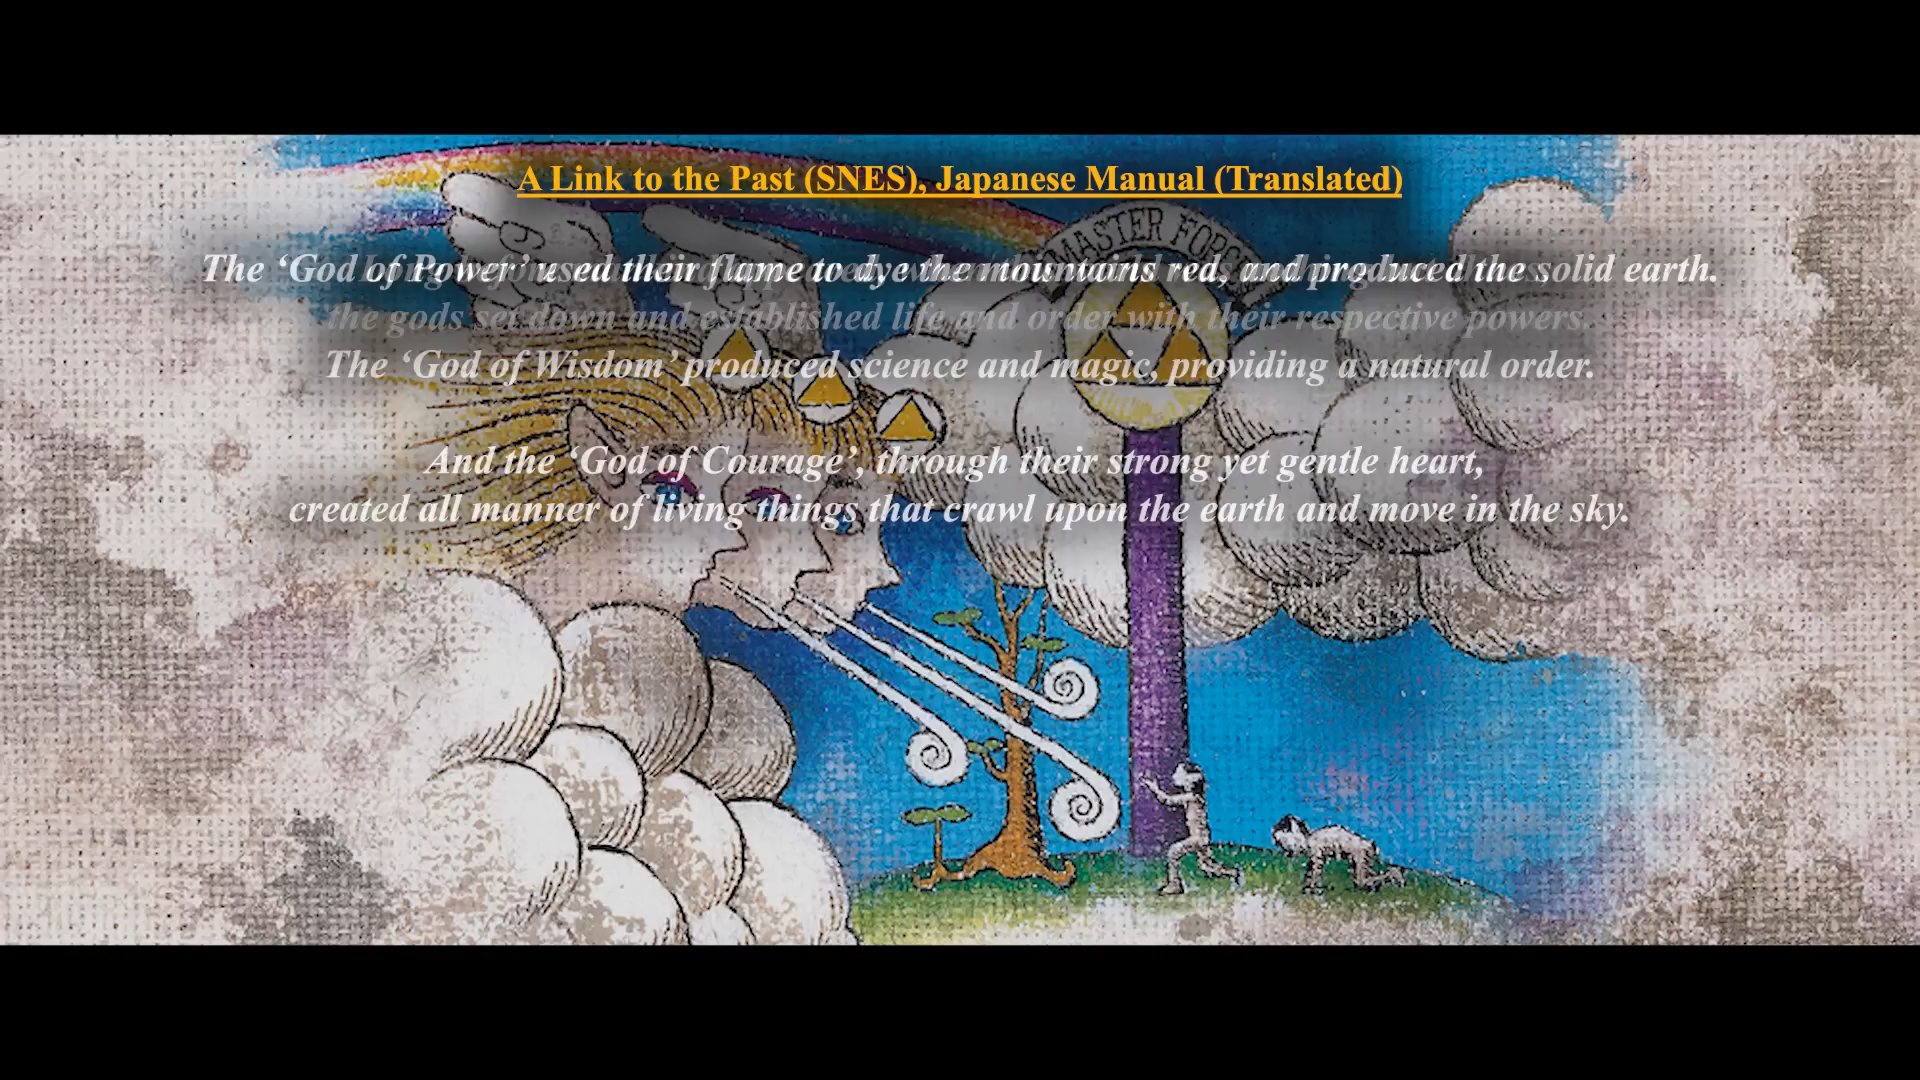 A Link to the Past (SNES), Japanese Manual (Translated)
MASTER FORCE
The ‘God of Power’ used their flame to dye the mountains red, and produced the solid earth.
the gods set down and established life and order with their respective powers.
The ‘God of Wisdom’ produced science and magic, providing a natural order.
And the ‘God of Courage’, through their strong yet gentle heart,
created all manner of living things that crawl upon the earth and move in the sky.